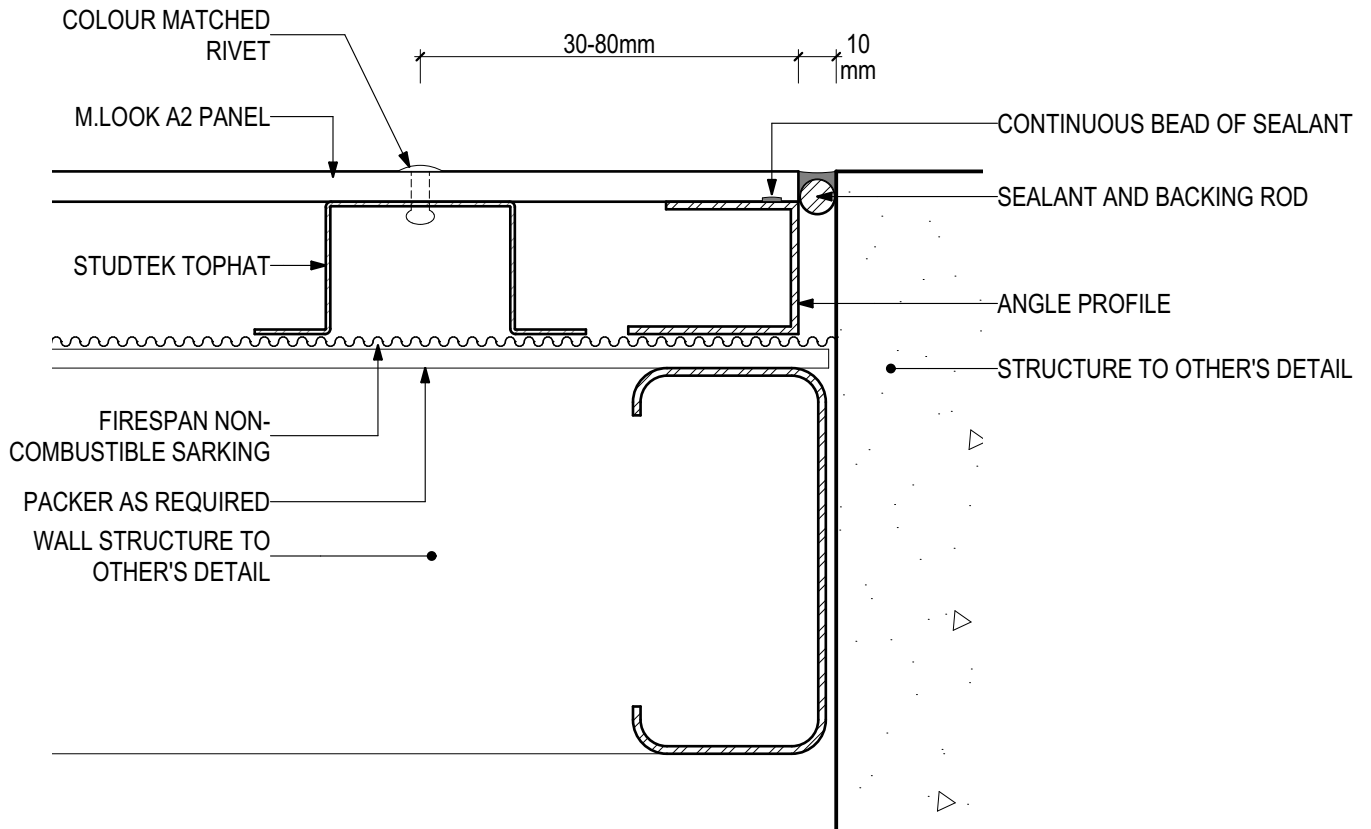 COLOUR MATCHED
RIVET
30-80mm
10
mm
M.LOOK A2 PANEL
CONTINUOUS BEAD OF SEALANT
SEALANT AND BACKING ROD
STUDTEK TOPHAT
ANGLE PROFILE
STRUCTURE TO OTHER'S DETAIL
FIRESPAN NON-
COMBUSTIBLE SARKING
PACKER AS REQUIRED
WALL STRUCTURE TO
OTHER'S DETAIL